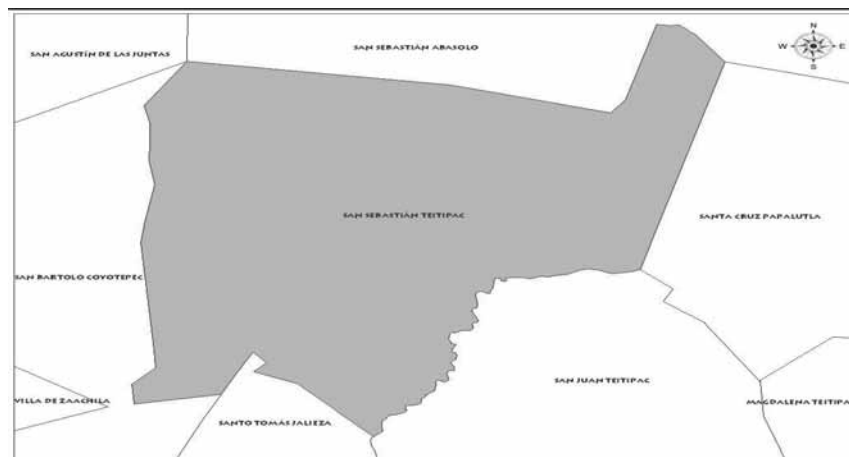 N
SAN AGUSTÍN DE LAS JUNTAS
SAN SEBASTIÁN ABASOLO
W
E
S
SAN SEBASTIÁN TEITIPAC
SANTA CRUZ PAPALUTLA
SAN BARTOLO COYOTEPEC
SAN JUAN TEITIPAC
VILLA DE ZAACHILA
MAGDALENA TEITIPA
SANTO TOMÁS JALIEZA